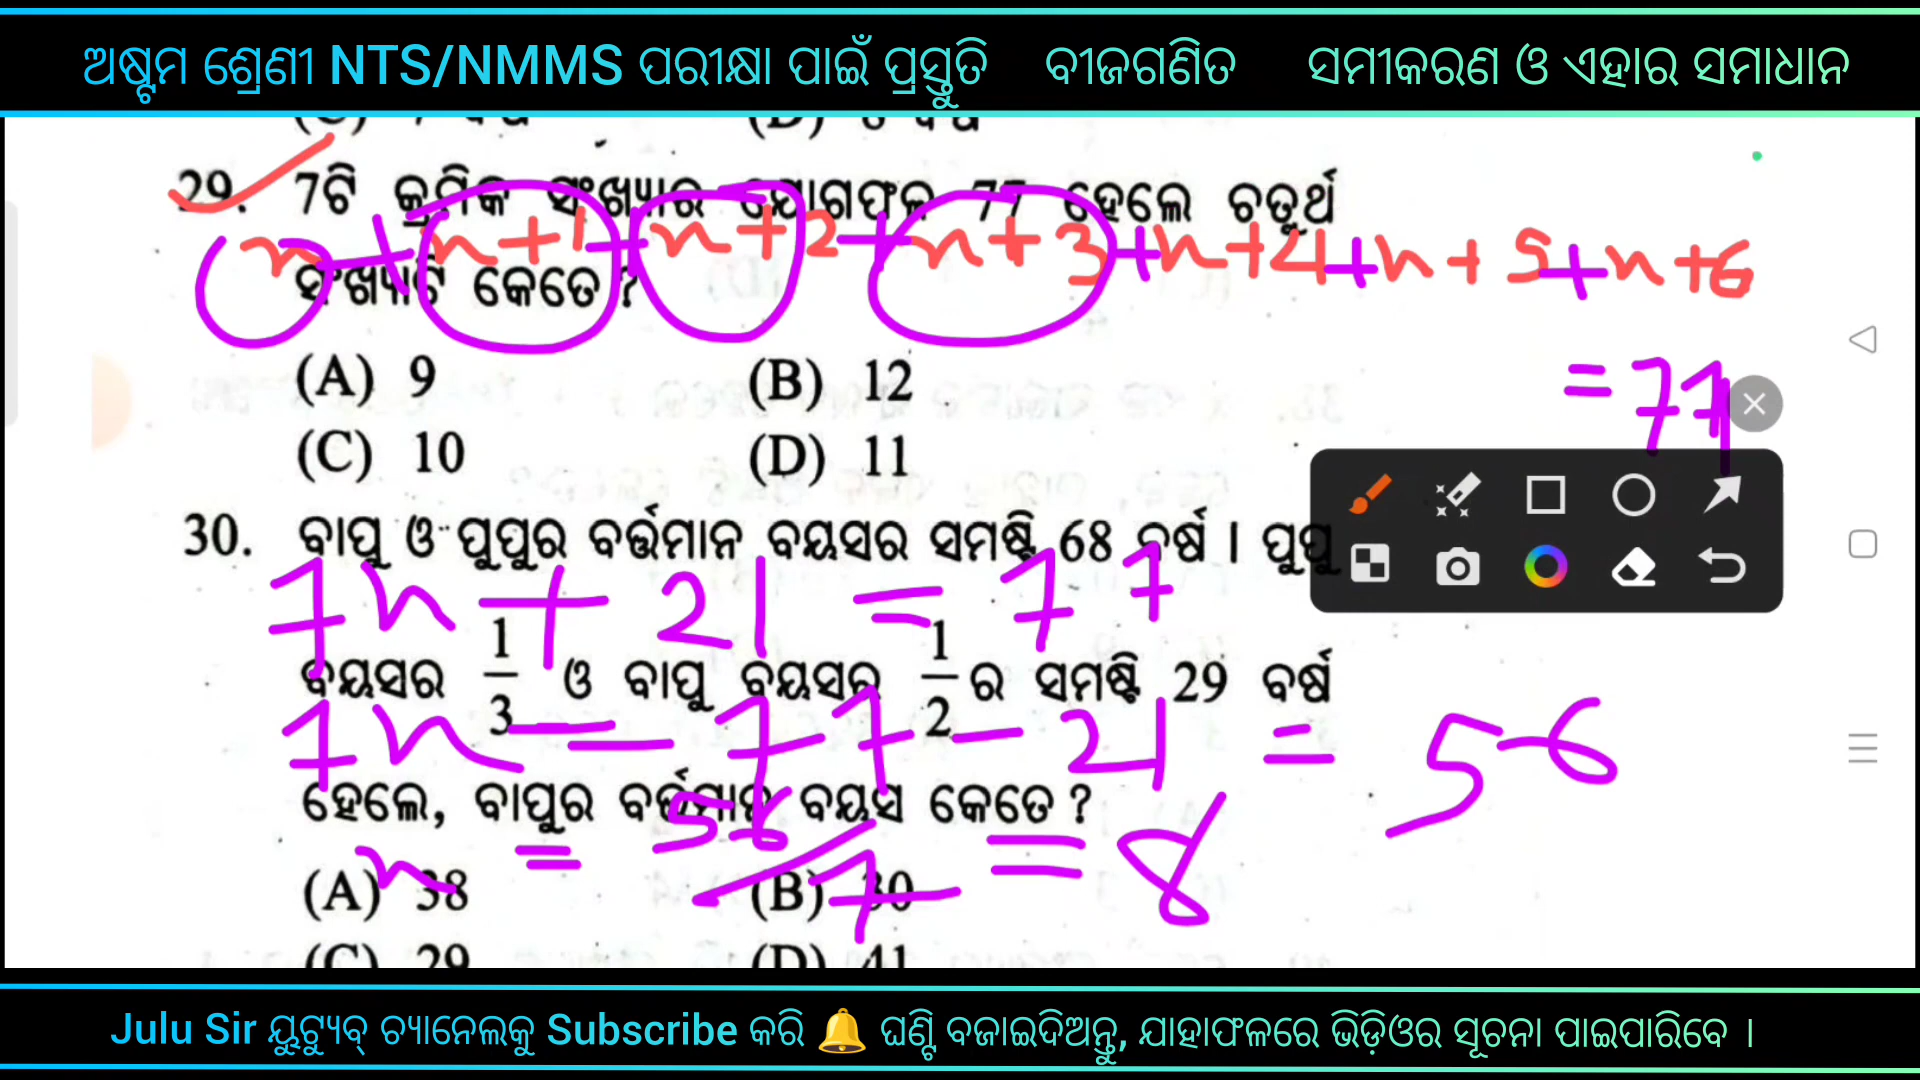 ଅଷ୍ଟମ ଶ୍ରେଣୀ NTS/NMMS ପରୀକ୍ଷା ପାଇଁ ପ୍ରସ୍ତୁତି ବୀଜଗଣିତ ସମୀକରଣ ଓ ଏହାର ସମାଧାନ
29. 7ଟି କ୍ରମିକ ସଂଖ୍ୟାର ଯୋଗଫଳ 77 ହେଲେ ଚତୁର୍ଥ
n + n+1 + n+2 + n+3 + n+4 + n+5 + n+6
ସଂଖ୍ୟାଟି କେତେ ?
(A) 9 (B) 12
= 77
(C) 10 (D) 11
30. ବାପୁ ଓ ପୁପୁର ବର୍ତ୍ତମାନ ବୟସର ସମଷ୍ଟି 68 ବର୍ଷ । ପୁପୁ
7n + 21 = 77
ବୟସର 1/3 ଓ ବାପୁ ବୟସର 1/2 ର ସମଷ୍ଟି 29 ବର୍ଷ
7n = 77 - 21 = 56
ହେଲେ, ବାପୁର ବର୍ତ୍ତମାନ ବୟସ କେତେ ?
n = 56/7 = 8
(A) 38 (B) 30
(C) 29 (D) 41
Julu Sir ୟୁଟ୍ୟୁବ୍ ଚ୍ୟାନେଲକୁ Subscribe କରି 🔔 ଘଣ୍ଟି ବଜାଇଦିଅନ୍ତୁ, ଯାହାଫଳରେ ଭିଡ଼ିଓର ସୂଚନା ପାଇପାରିବେ ।